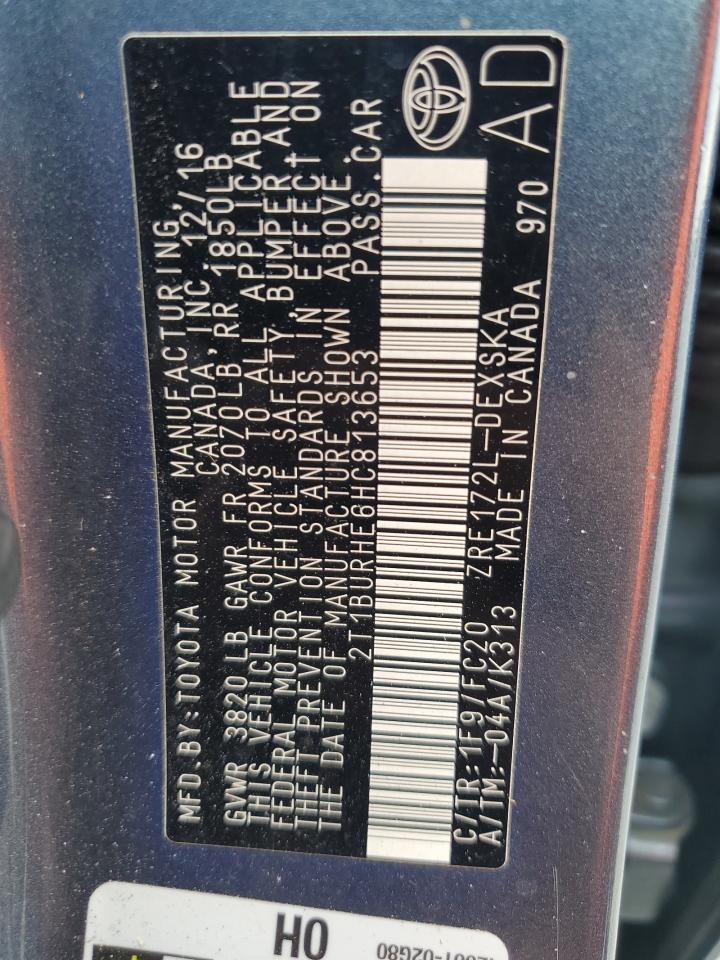 MFD. BY: TOYOTA MOTOR MANUFACTURING,
CANADA, INC. 12/16
GVWR 3820 LB GAWR FR 2070LB, RR 1850LB
THIS VEHICLE CONFORMS TO ALL APPLICABLE
FEDERAL MOTOR VEHICLE SAFETY, BUMPER AND
THEFT PREVENTION STANDARDS IN EFFECT ON
THE DATE OF MANUFACTURE SHOWN ABOVE.
2T1BURHE6HC813653 PASS. CAR
C/TR: 1F9/FC20 ZRE172L-DEXSKA
A/TM: -04A/K313 MADE IN CANADA 970
AD
OH